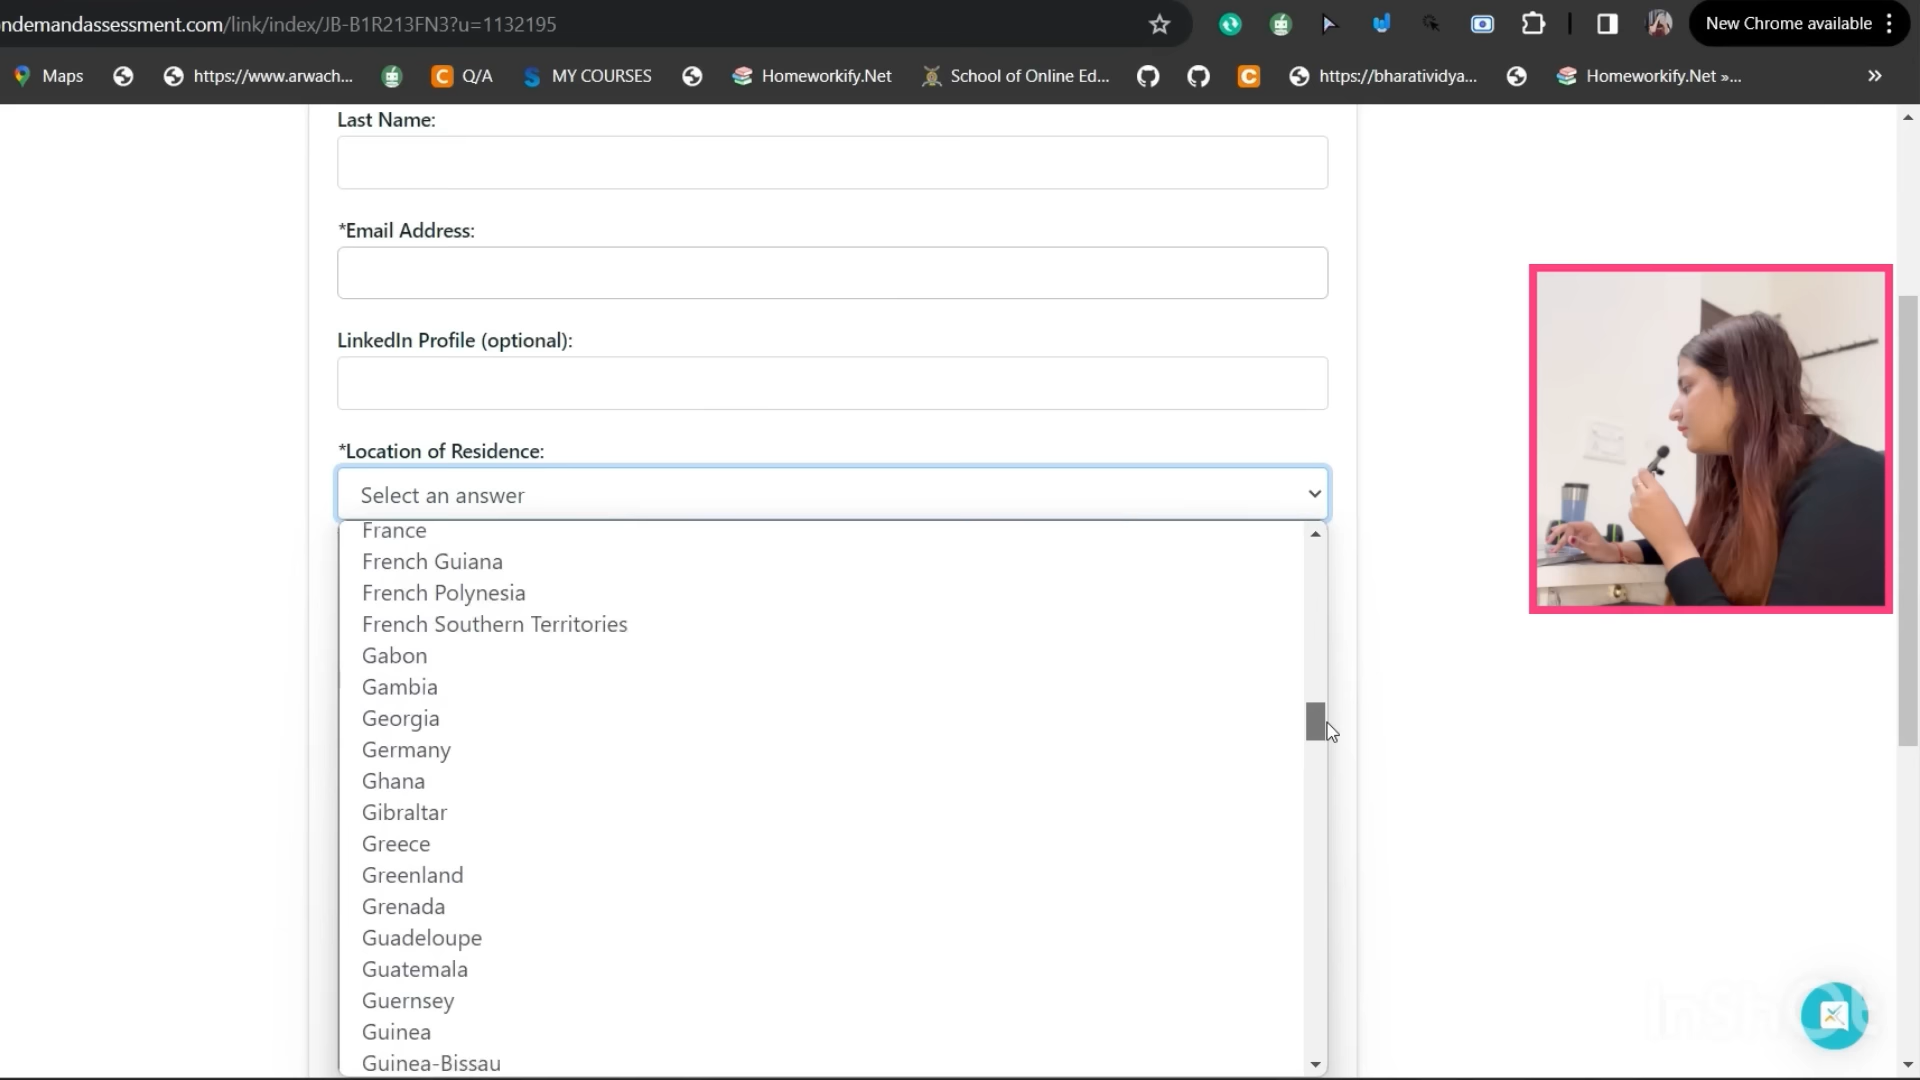 ndemandassessment.com/link/index/JB-B1R213FN3?u=1132195
New Chrome available
Maps
https://www.arwach...
Q/A
MY COURSES
Homeworkify.Net
School of Online Ed...
https://bharatividya...
Homeworkify.Net »...
Last Name:
*Email Address:
LinkedIn Profile (optional):
*Location of Residence:
Select an answer
France
French Guiana
French Polynesia
French Southern Territories
Gabon
Gambia
Georgia
Germany
Ghana
Gibraltar
Greece
Greenland
Grenada
Guadeloupe
Guatemala
Guernsey
Guinea
Guinea-Bissau